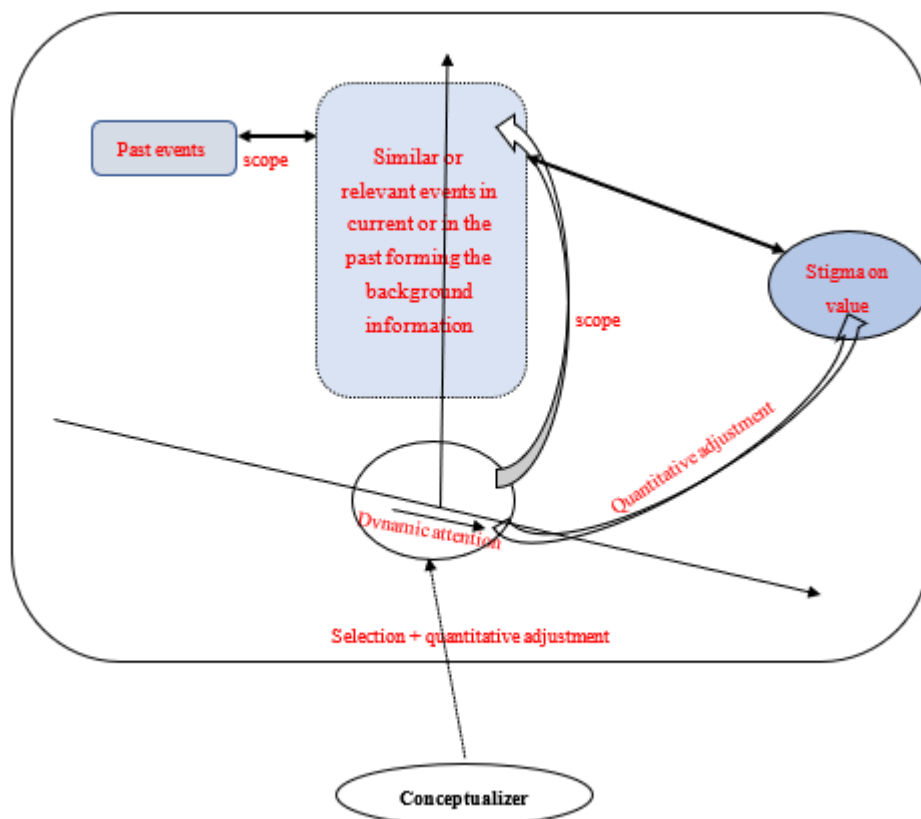 Past events
scope
Similar or
relevant events in
current or in the
past forming the
background
information
Stigma on
value
scope
Quantitative adjustment
Dynamic attention
Selection + quantitative adjustment
Conceptualizer